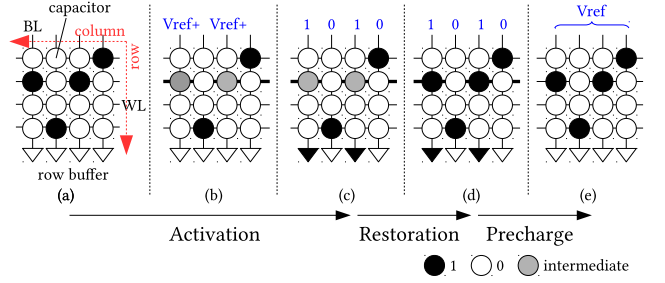 capacitor
BL
column
row
WL
row buffer
(a)
Vref+ Vref+
(b)
1 0 1 0
(c)
1 0 1 0
(d)
Vref
(e)
Activation Restoration Precharge
1 0 intermediate